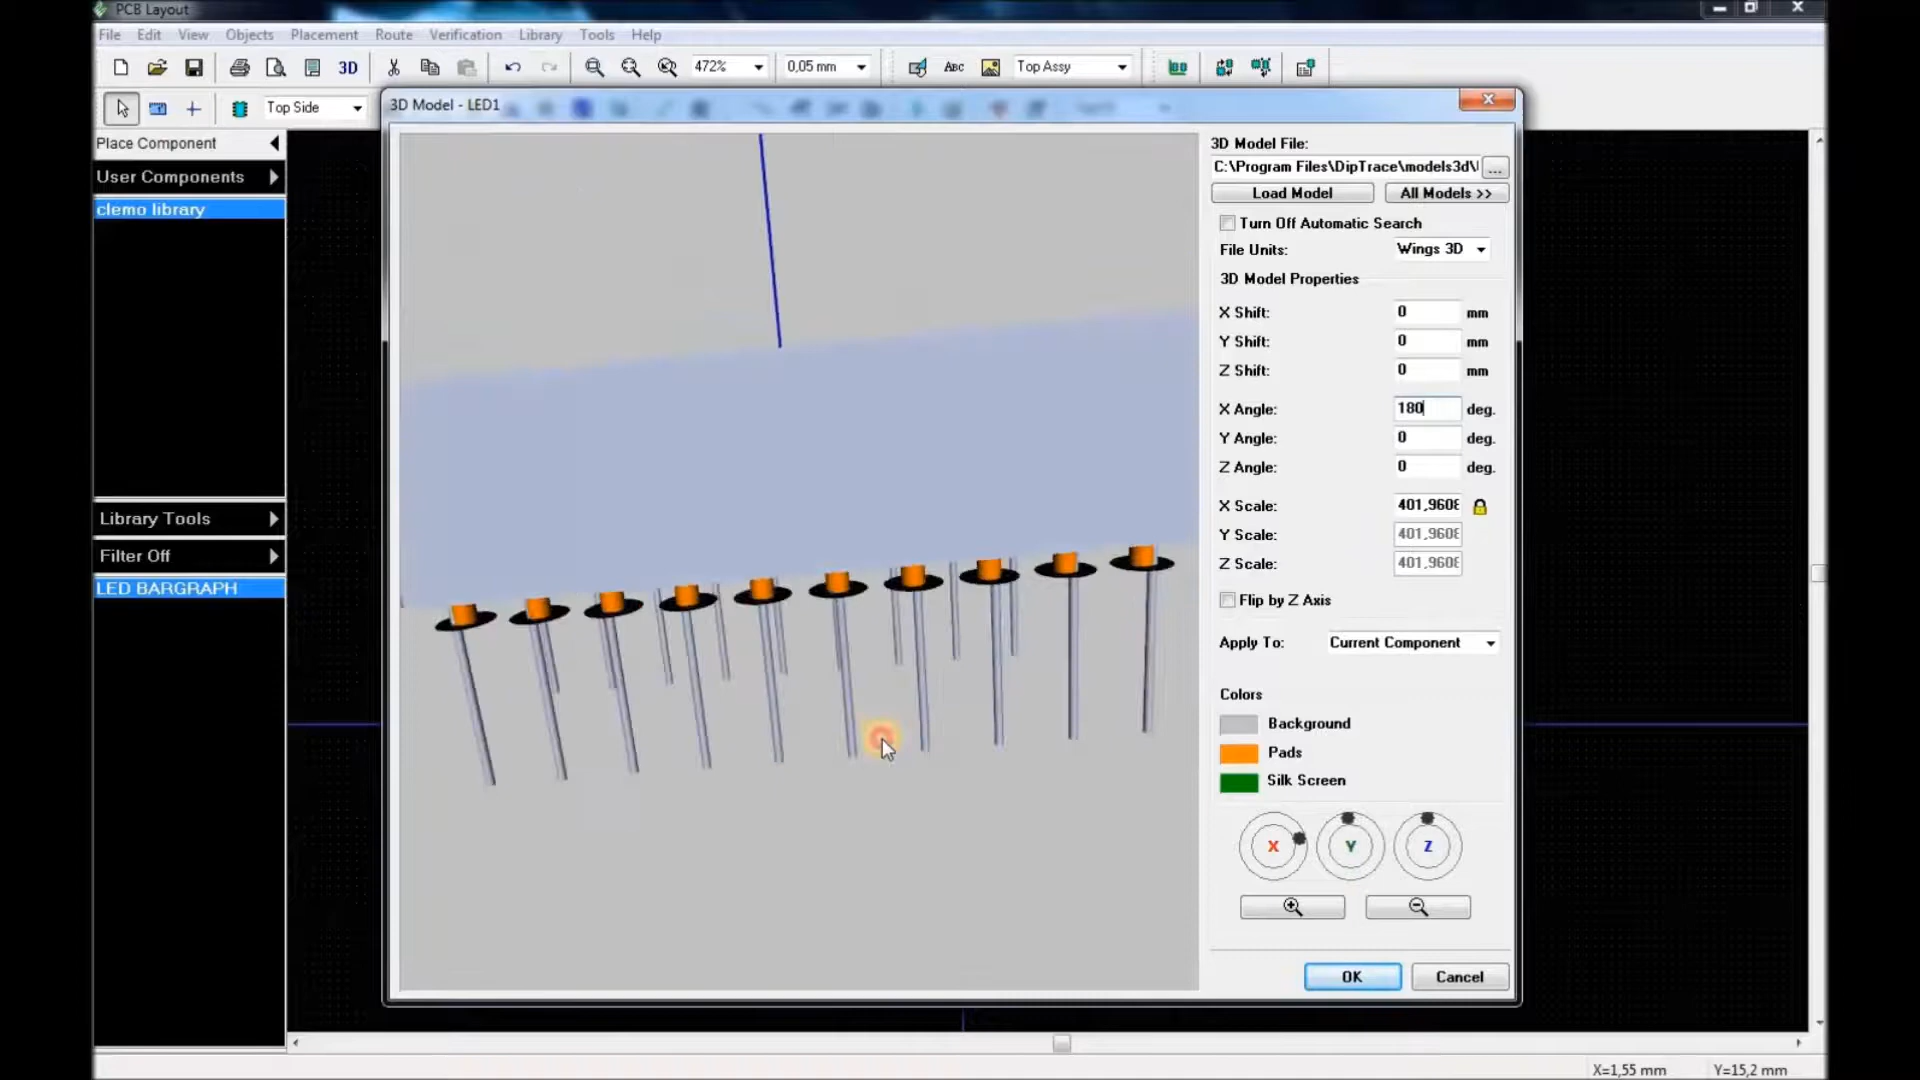 PCB Layout
File Edit View Objects Placement Route Verification Library Tools Help
3D 472% 0,05 mm ABC Top Assy
Top Side
3D Model - LED1
Place Component
User Components
clemo library
Library Tools
Filter Off
LED BARGRAPH
3D Model File:
C:\Program Files\DipTrace\models3d\
...
Load Model All Models >>
Turn Off Automatic Search
File Units: Wings 3D
3D Model Properties
X Shift: 0 mm
Y Shift: 0 mm
Z Shift: 0 mm
X Angle: 180 deg.
Y Angle: 0 deg.
Z Angle: 0 deg.
X Scale: 401,9608
Y Scale: 401,9608
Z Scale: 401,9608
Flip by Z Axis
Apply To: Current Component
Colors
Background
Pads
Silk Screen
X Y Z
OK Cancel
X=1,55 mm Y=15,2 mm